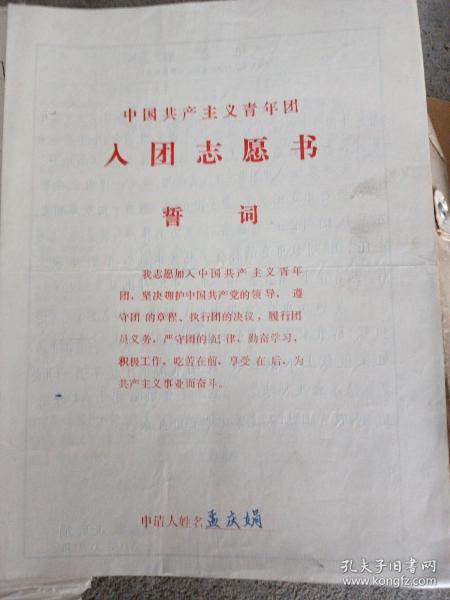 中国共产主义青年团
入团志愿书
誓词
我志愿加入中国共产主义青年
团，坚决拥护中国共产党的领导，遵
守团的章程、执行团的决议，履行团
员义务，严守团的纪律，勤奋学习，
积极工作，吃苦在前，享受在后，为
共产主义事业而奋斗。
申请人姓名孟庆娟
孔夫子旧书网
www.kongfz.com